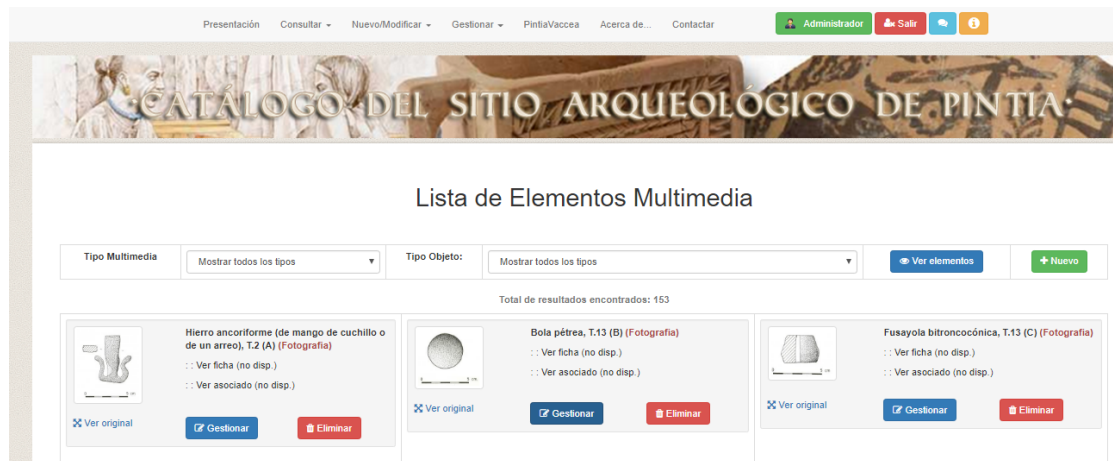 Presentación Consultar Nuevo/Modificar Gestionar PintiaVaccea Acerca de... Contactar Administrador Salir
CATÁLOGO DEL SITIO ARQUEOLÓGICO DE PINTIA
Lista de Elementos Multimedia
Tipo Multimedia Mostrar todos los tipos Tipo Objeto: Mostrar todos los tipos Ver elementos Nuevo
Total de resultados encontrados: 153
Hierro ancoriforme (de mango de cuchillo o
de un arreo), T.2 (A) (Fotografia)
: : Ver ficha (no disp.)
: : Ver asociado (no disp.)
Ver original
Gestionar Eliminar
Bola pétrea, T.13 (B) (Fotografia)
: : Ver ficha (no disp.)
: : Ver asociado (no disp.)
Ver original
Gestionar Eliminar
Fusayola bitroncocónica, T.13 (C) (Fotografia)
: : Ver ficha (no disp.)
: : Ver asociado (no disp.)
Ver original
Gestionar Eliminar